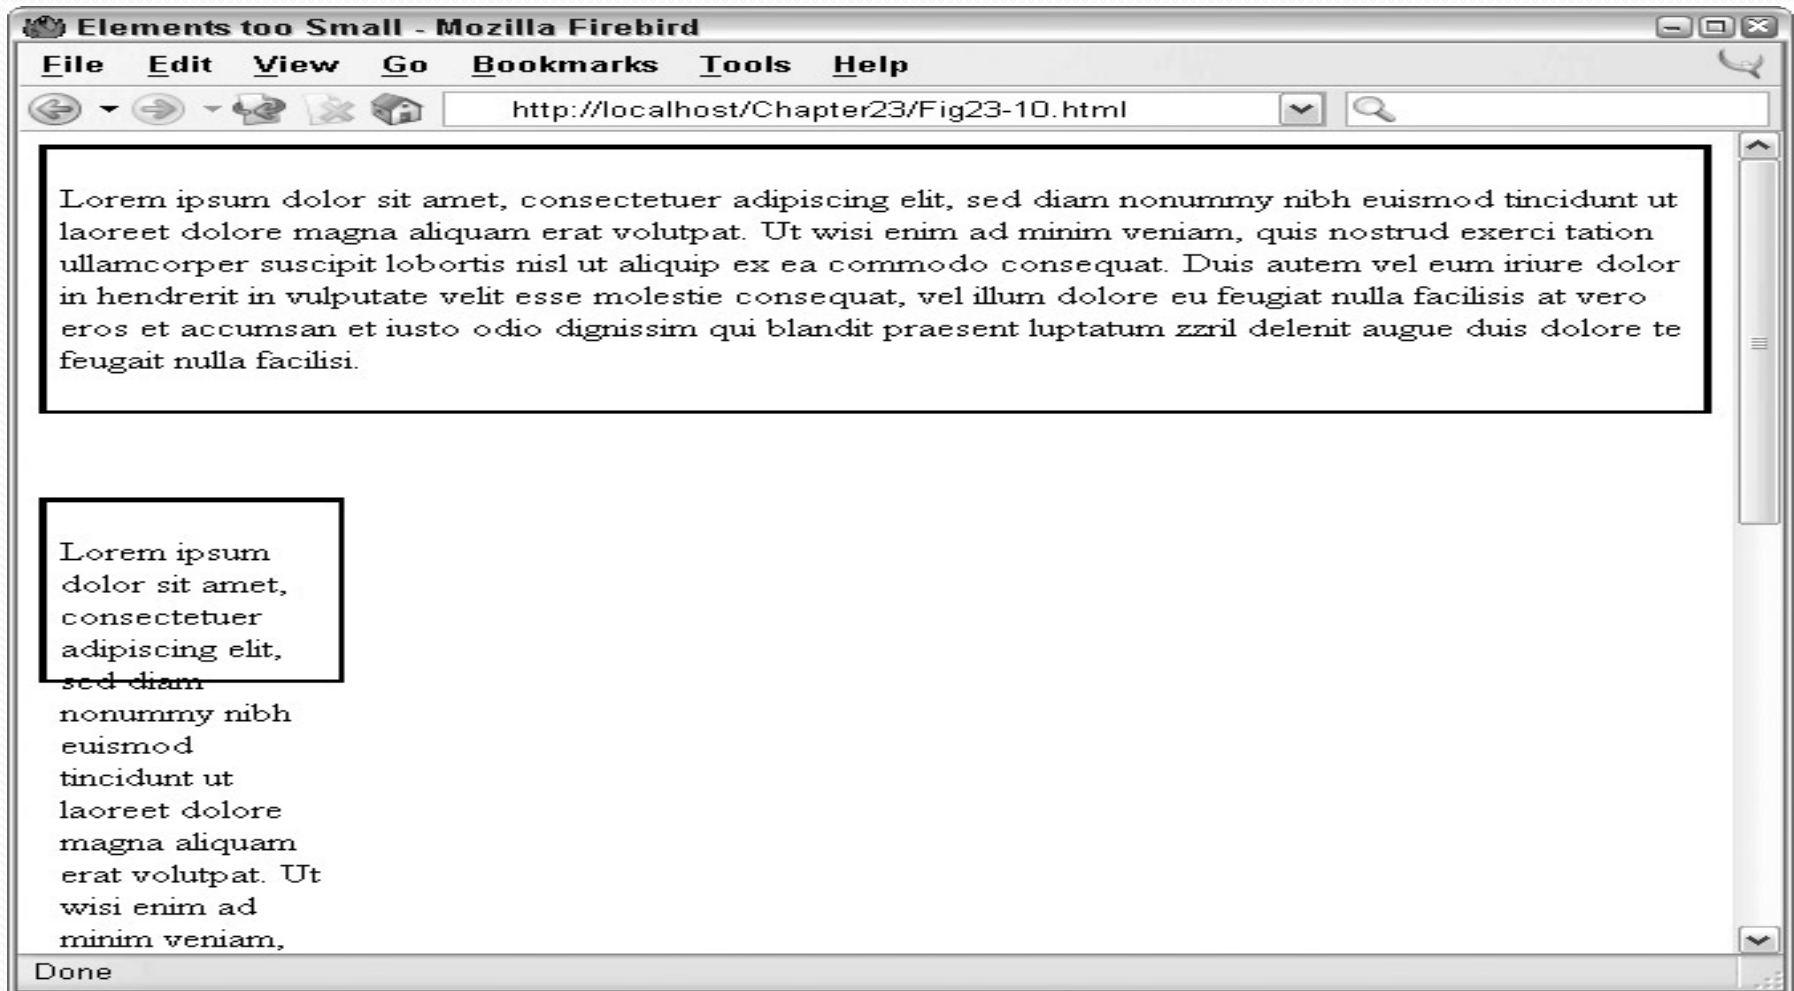 Elements too Small - Mozilla Firebird
File Edit View Go Bookmarks Tools Help
http://localhost/Chapter23/Fig23-10.html
Lorem ipsum dolor sit amet, consectetuer adipiscing elit, sed diam nonummy nibh euismod tincidunt ut
laoreet dolore magna aliquam erat volutpat. Ut wisi enim ad minim veniam, quis nostrud exerci tation
ullamcorper suscipit lobortis nisl ut aliquip ex ea commodo consequat. Duis autem vel eum iriure dolor
in hendrerit in vulputate velit esse molestie consequat, vel illum dolore eu feugiat nulla facilisis at vero
eros et accumsan et iusto odio dignissim qui blandit praesent luptatum zzril delenit augue duis dolore te
feugait nulla facilisi.
Lorem ipsum
dolor sit amet,
consectetuer
adipiscing elit,
sed diam
nonummy nibh
euismod
tincidunt ut
laoreet dolore
magna aliquam
erat volutpat. Ut
wisi enim ad
minim veniam,
Done